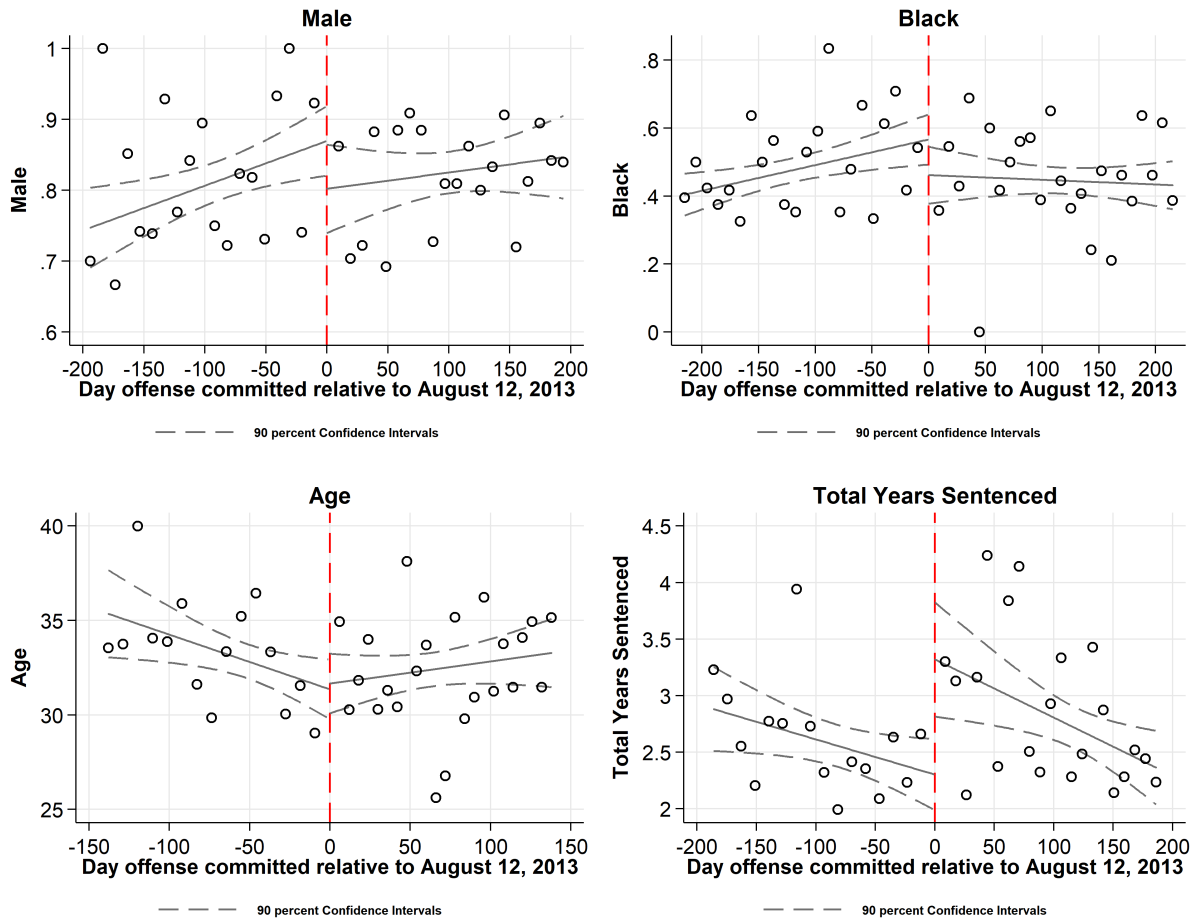 Male
Male
1
.9
.8
.7
.6
-200 -150 -100 -50 0 50 100 150 200
Day offense committed relative to August 12, 2013
90 percent Confidence Intervals
Black
Black
.8
.6
.4
.2
0
-200 -150 -100 -50 0 50 100 150 200
Day offense committed relative to August 12, 2013
90 percent Confidence Intervals
Age
Age
40
35
30
25
-150 -100 -50 0 50 100 150
Day offense committed relative to August 12, 2013
90 percent Confidence Intervals
Total Years Sentenced
Total Years Sentenced
4.5
4
3.5
3
2.5
2
-200 -150 -100 -50 0 50 100 150 200
Day offense committed relative to August 12, 2013
90 percent Confidence Intervals